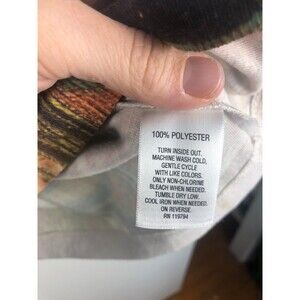 100% POLYESTER
TURN INSIDE OUT.
MACHINE WASH COLD,
GENTLE CYCLE
WITH LIKE COLORS.
ONLY NON-CHLORINE
BLEACH WHEN NEEDED.
TUMBLE DRY LOW.
COOL IRON WHEN NEEDED
ON REVERSE.
RN 119794